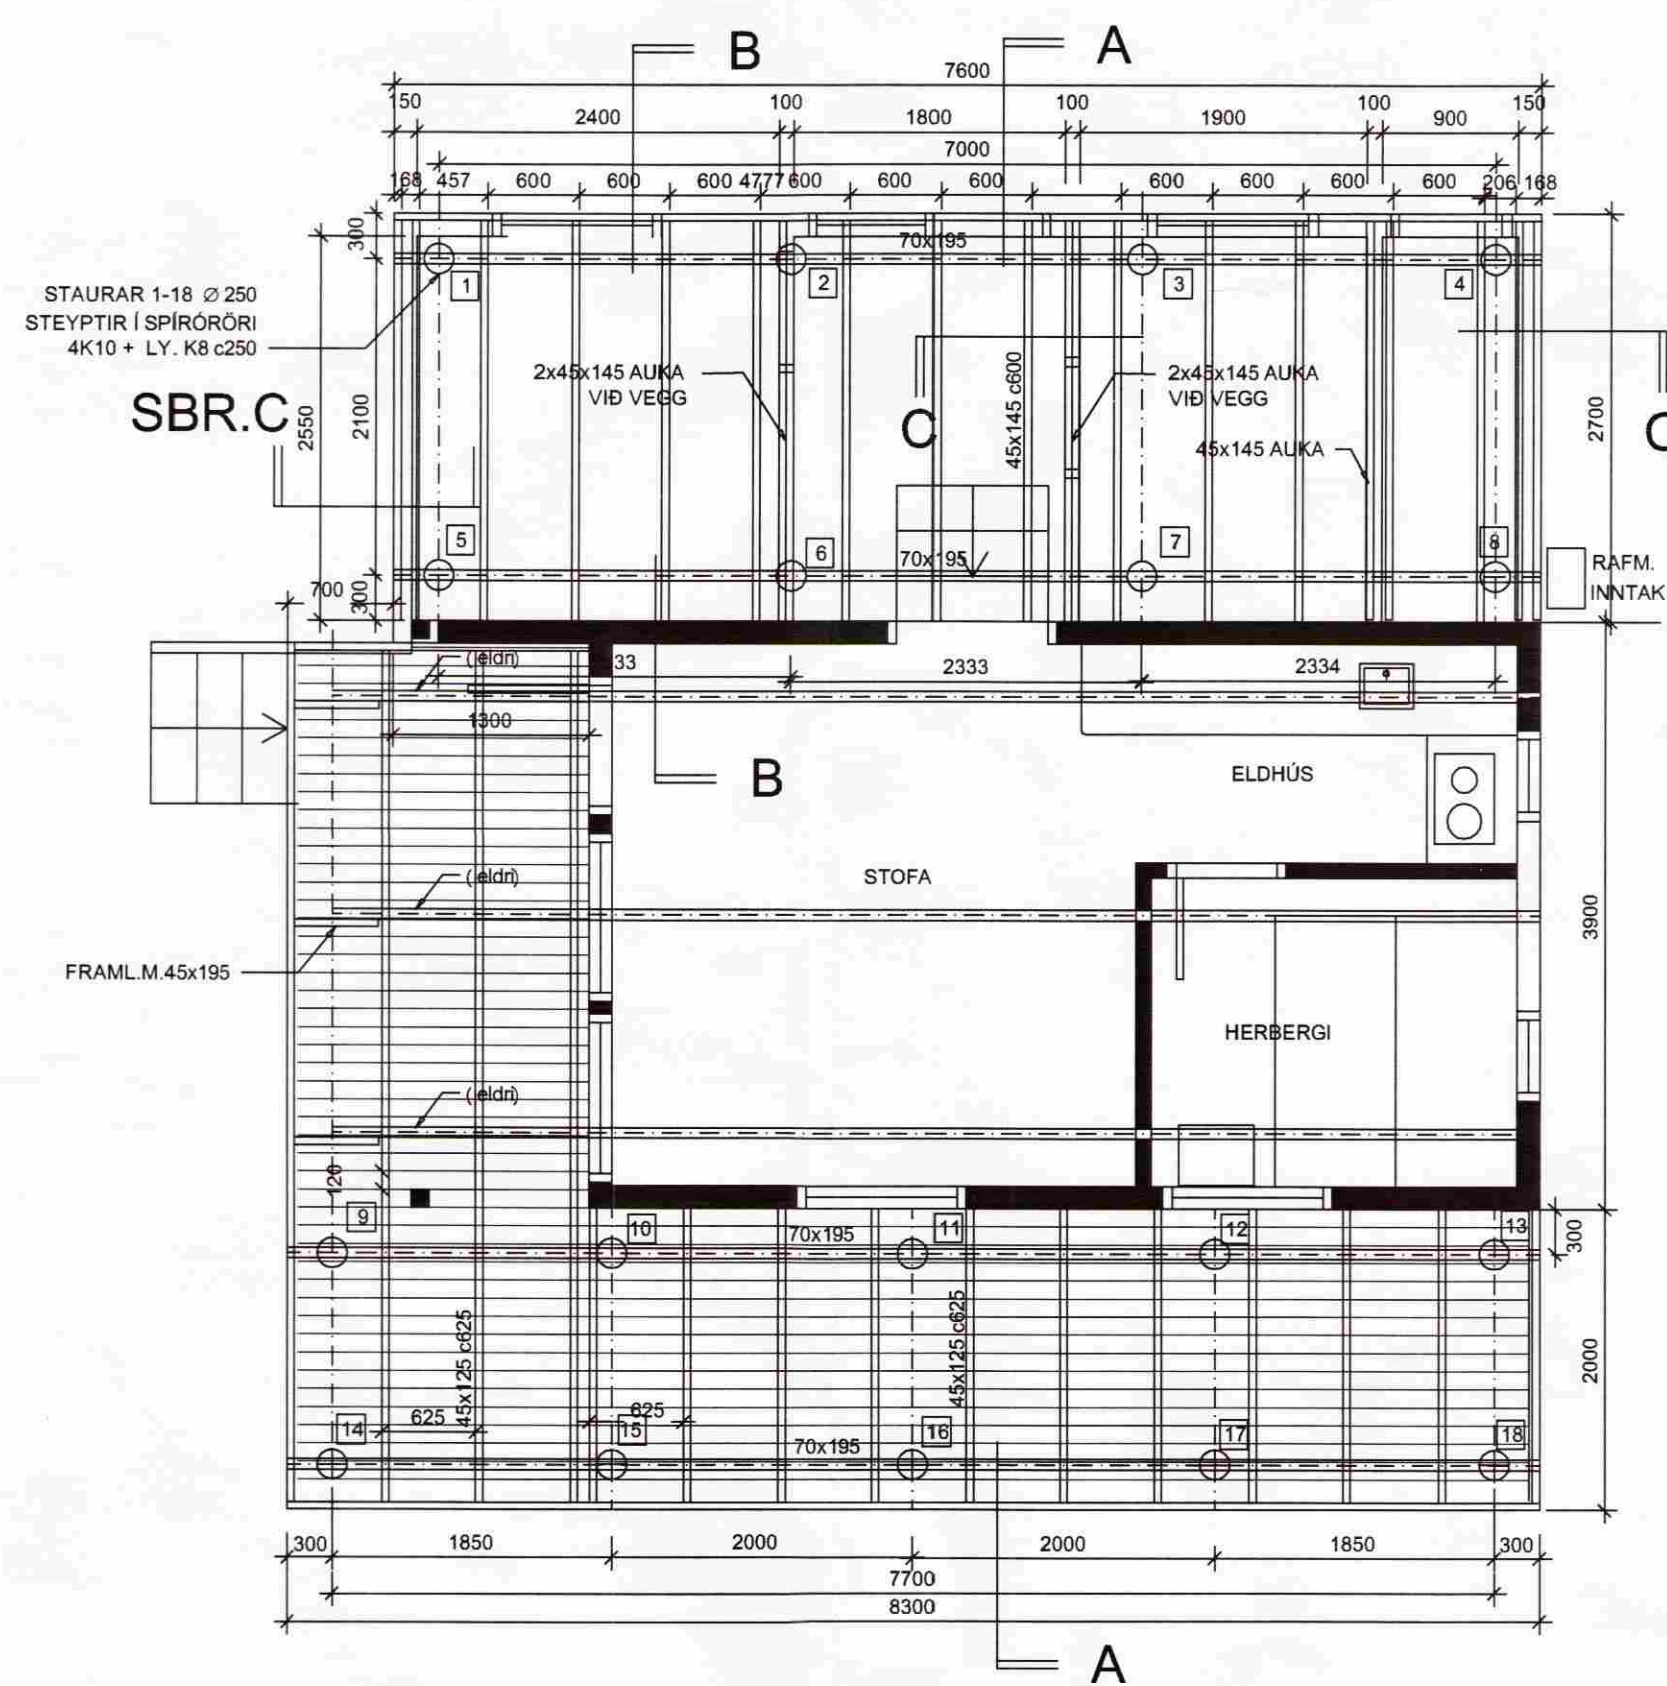 B
A
7600
150
100
100
100
150
2400
1800
1900
900
7000
168 457 600 600 600 4777 600 600 600 600 600 600 600 206 168
300
70x195
1
2
3
4
STAURAR 1-18 Ø 250
STEYPTIR Í SPÍRÓRÖRI
4K10 + LY. K8 c250
2x45x145 AUKA
VIÐ VEGG
45x145 c600
2x45x145 AUKA
VIÐ VEGG
SBR.C
2550
2100
C
45x145 AUKA
2700
C
5
6
7
8
70x195
RAFM.
INNTAK
700
300
(eldri)
33
2333
2334
1300
B
ELDHÚS
(eldri)
STOFA
3900
FRAML.M.45x195
HERBERGI
(eldri)
120
9
10
11
12
13
70x195
300
45x125 c625
45x125 c625
2000
625
625
14
15
16
17
18
70x195
300
1850
2000
2000
1850
300
7700
8300
A